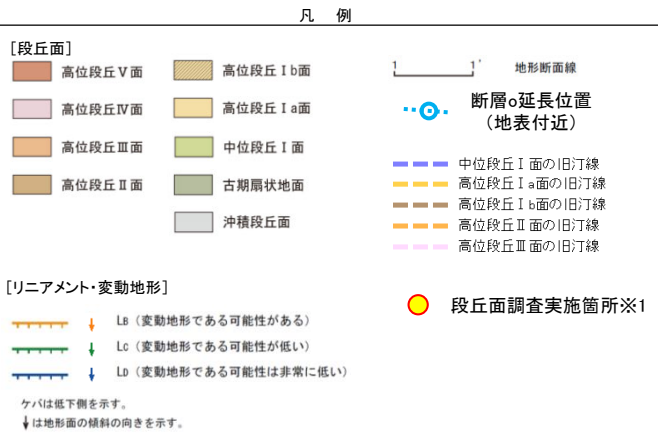 凡 例
[段丘面]
高位段丘Ⅴ面
高位段丘Ⅳ面
高位段丘Ⅲ面
高位段丘Ⅱ面
高位段丘Ⅰb面
高位段丘Ⅰa面
中位段丘Ⅰ面
古期扇状地面
沖積段丘面
1 1'
地形断面線
断層o延長位置
(地表付近)
中位段丘Ⅰ面の旧汀線
高位段丘Ⅰa面の旧汀線
高位段丘Ⅰb面の旧汀線
高位段丘Ⅱ面の旧汀線
高位段丘Ⅲ面の旧汀線
[リニアメント・変動地形]
LB(変動地形である可能性がある)
LC(変動地形である可能性が低い)
LD(変動地形である可能性は非常に低い)
ケバは低下側を示す。
↓は地形面の傾斜の向きを示す。
段丘面調査実施箇所※1